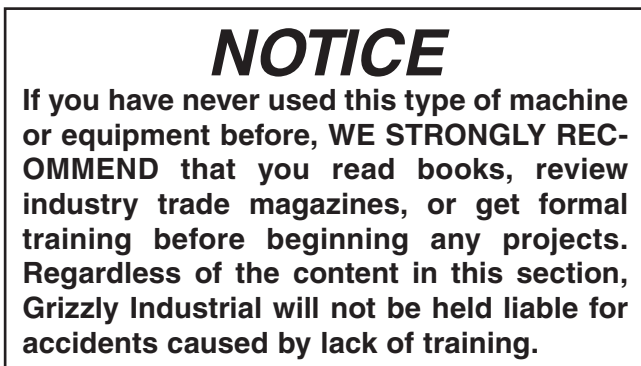 NOTICE
If you have never used this type of machine
or equipment before, WE STRONGLY REC-
OMMEND that you read books, review
industry trade magazines, or get formal
training before beginning any projects.
Regardless of the content in this section,
Grizzly Industrial will not be held liable for
accidents caused by lack of training.